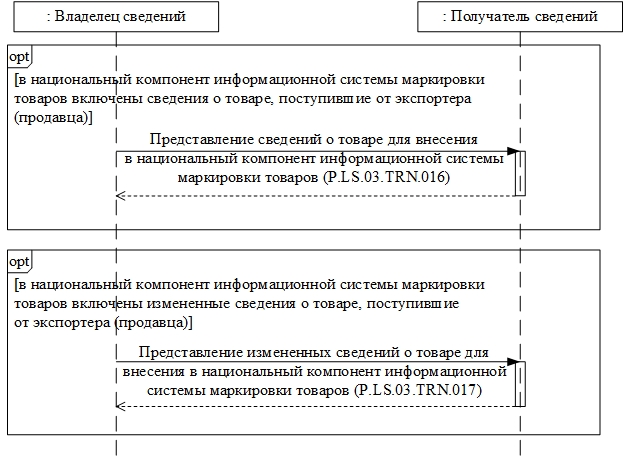 : Владелец сведений
: Получатель сведений
opt
[в национальный компонент информационной системы маркировки
товаров включены сведения о товаре, поступившие от экспортера
(продавца)]
Представление сведений о товаре для внесения
в национальный компонент информационной системы
маркировки товаров (P.LS.03.TRN.016)
opt
[в национальный компонент информационной системы маркировки
товаров включены измененные сведения о товаре, поступившие
от экспортера (продавца)]
Представление измененных сведений о товаре для
внесения в национальный компонент информационной
системы маркировки товаров (P.LS.03.TRN.017)